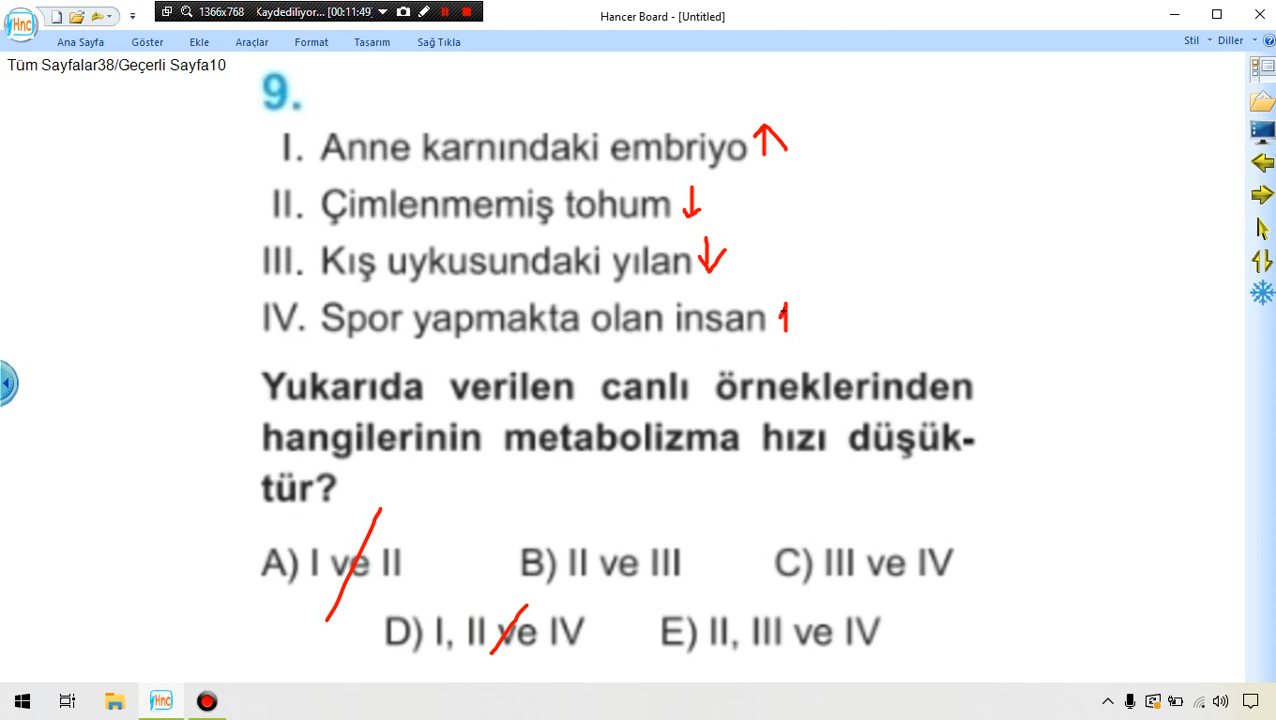 1366x768 Kaydediliyor... [00:11:49]
Hancer Board - [Untitled]
Ana Sayfa Göster Ekle Araçlar Format Tasarım Sağ Tıkla Stil Diller
Tüm Sayfalar38/Geçerli Sayfa10
9.
I. Anne karnındaki embriyo
II. Çimlenmemiş tohum
III. Kış uykusundaki yılan
IV. Spor yapmakta olan insan
Yukarıda verilen canlı örneklerinden
hangilerinin metabolizma hızı düşük-
tür?
A) I ve II B) II ve III C) III ve IV
D) I, II ve IV E) II, III ve IV
Hnc
Hnc